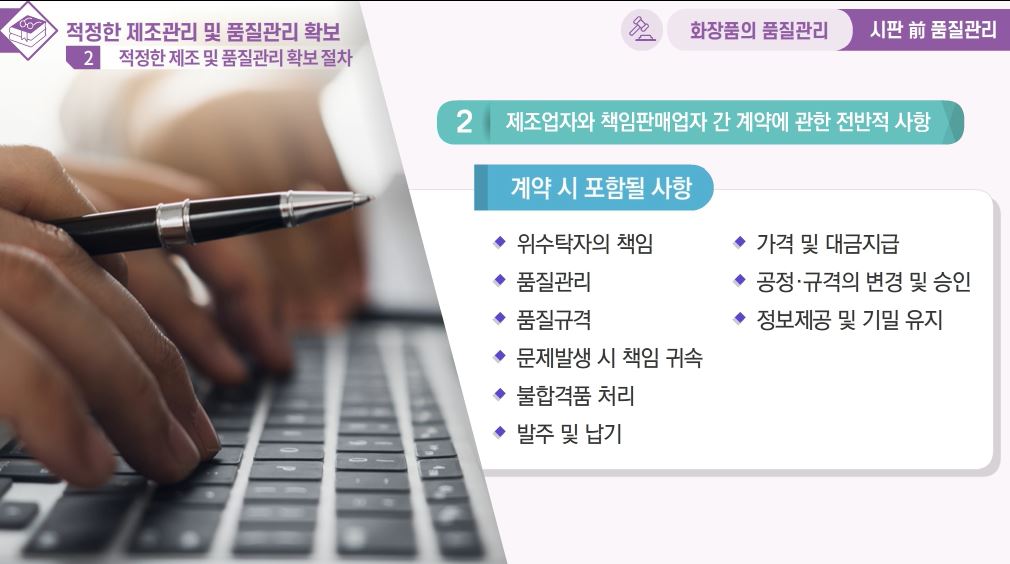 적정한 제조관리 및 품질관리 확보
2 적정한 제조 및 품질관리 확보 절차
화장품의 품질관리
시판 前 품질관리
2 제조업자와 책임판매업자 간 계약에 관한 전반적 사항
계약 시 포함될 사항
위수탁자의 책임
품질관리
품질규격
문제발생 시 책임 귀속
불합격품 처리
발주 및 납기
가격 및 대금지급
공정·규격의 변경 및 승인
정보제공 및 기밀 유지